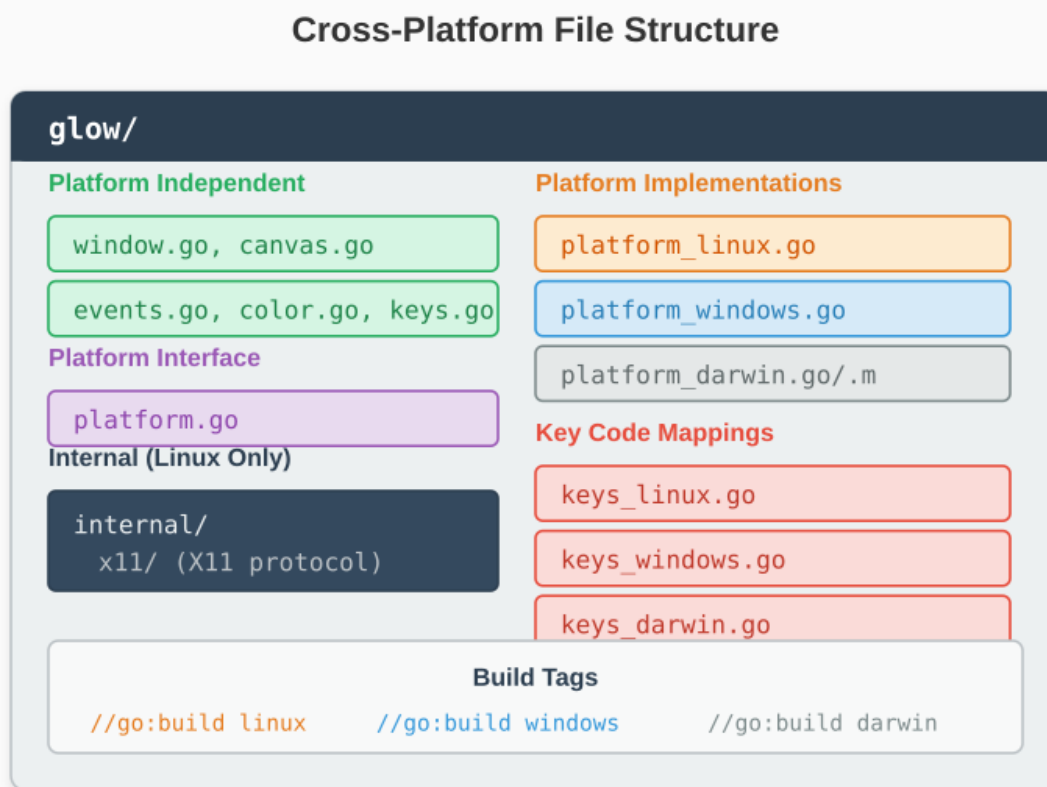 Cross-Platform File Structure
glow/
Platform Independent
window.go, canvas.go
events.go, color.go, keys.go
Platform Interface
platform.go
Internal (Linux Only)
internal/
x11/ (X11 protocol)
Platform Implementations
platform_linux.go
platform_windows.go
platform_darwin.go/.m
Key Code Mappings
keys_linux.go
keys_windows.go
keys_darwin.go
Build Tags
//go:build linux
//go:build windows
//go:build darwin